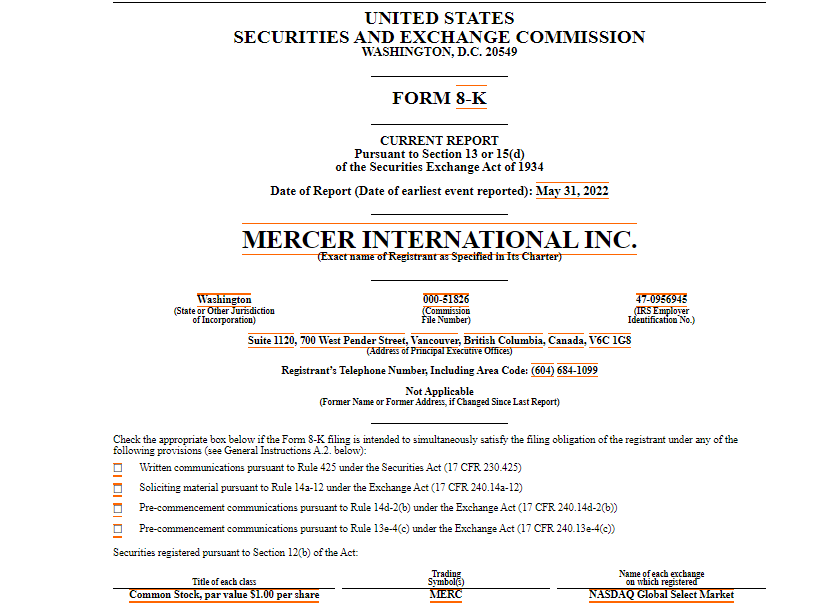 UNITED STATES
SECURITIES AND EXCHANGE COMMISSION
WASHINGTON, D.C. 20549
FORM 8-K
CURRENT REPORT
Pursuant to Section 13 or 15(d)
of the Securities Exchange Act of 1934
Date of Report (Date of earliest event reported): May 31, 2022
MERCER INTERNATIONAL INC.
(Exact name of Registrant as Specified in Its Charter)
Washington 000-51826 47-0956945
(State or Other Jurisdiction (Commission (IRS Employer
of Incorporation) File Number) Identification No.)
Suite 1120, 700 West Pender Street, Vancouver, British Columbia, Canada, V6C 1G8
(Address of Principal Executive Offices)
Registrant's Telephone Number, Including Area Code: (604) 684-1099
Not Applicable
(Former Name or Former Address, if Changed Since Last Report)
Check the appropriate box below if the Form 8-K filing is intended to simultaneously satisfy the filing obligation of the registrant under any of the
following provisions (see General Instructions A.2. below):
☐ Written communications pursuant to Rule 425 under the Securities Act (17 CFR 230.425)
☐ Soliciting material pursuant to Rule 14a-12 under the Exchange Act (17 CFR 240.14a-12)
☐ Pre-commencement communications pursuant to Rule 14d-2(b) under the Exchange Act (17 CFR 240.14d-2(b))
☐ Pre-commencement communications pursuant to Rule 13e-4(c) under the Exchange Act (17 CFR 240.13e-4(c))
Securities registered pursuant to Section 12(b) of the Act:
Trading Name of each exchange
Title of each class Symbol(s) on which registered
Common Stock, par value $1.00 per share MERC NASDAQ Global Select Market